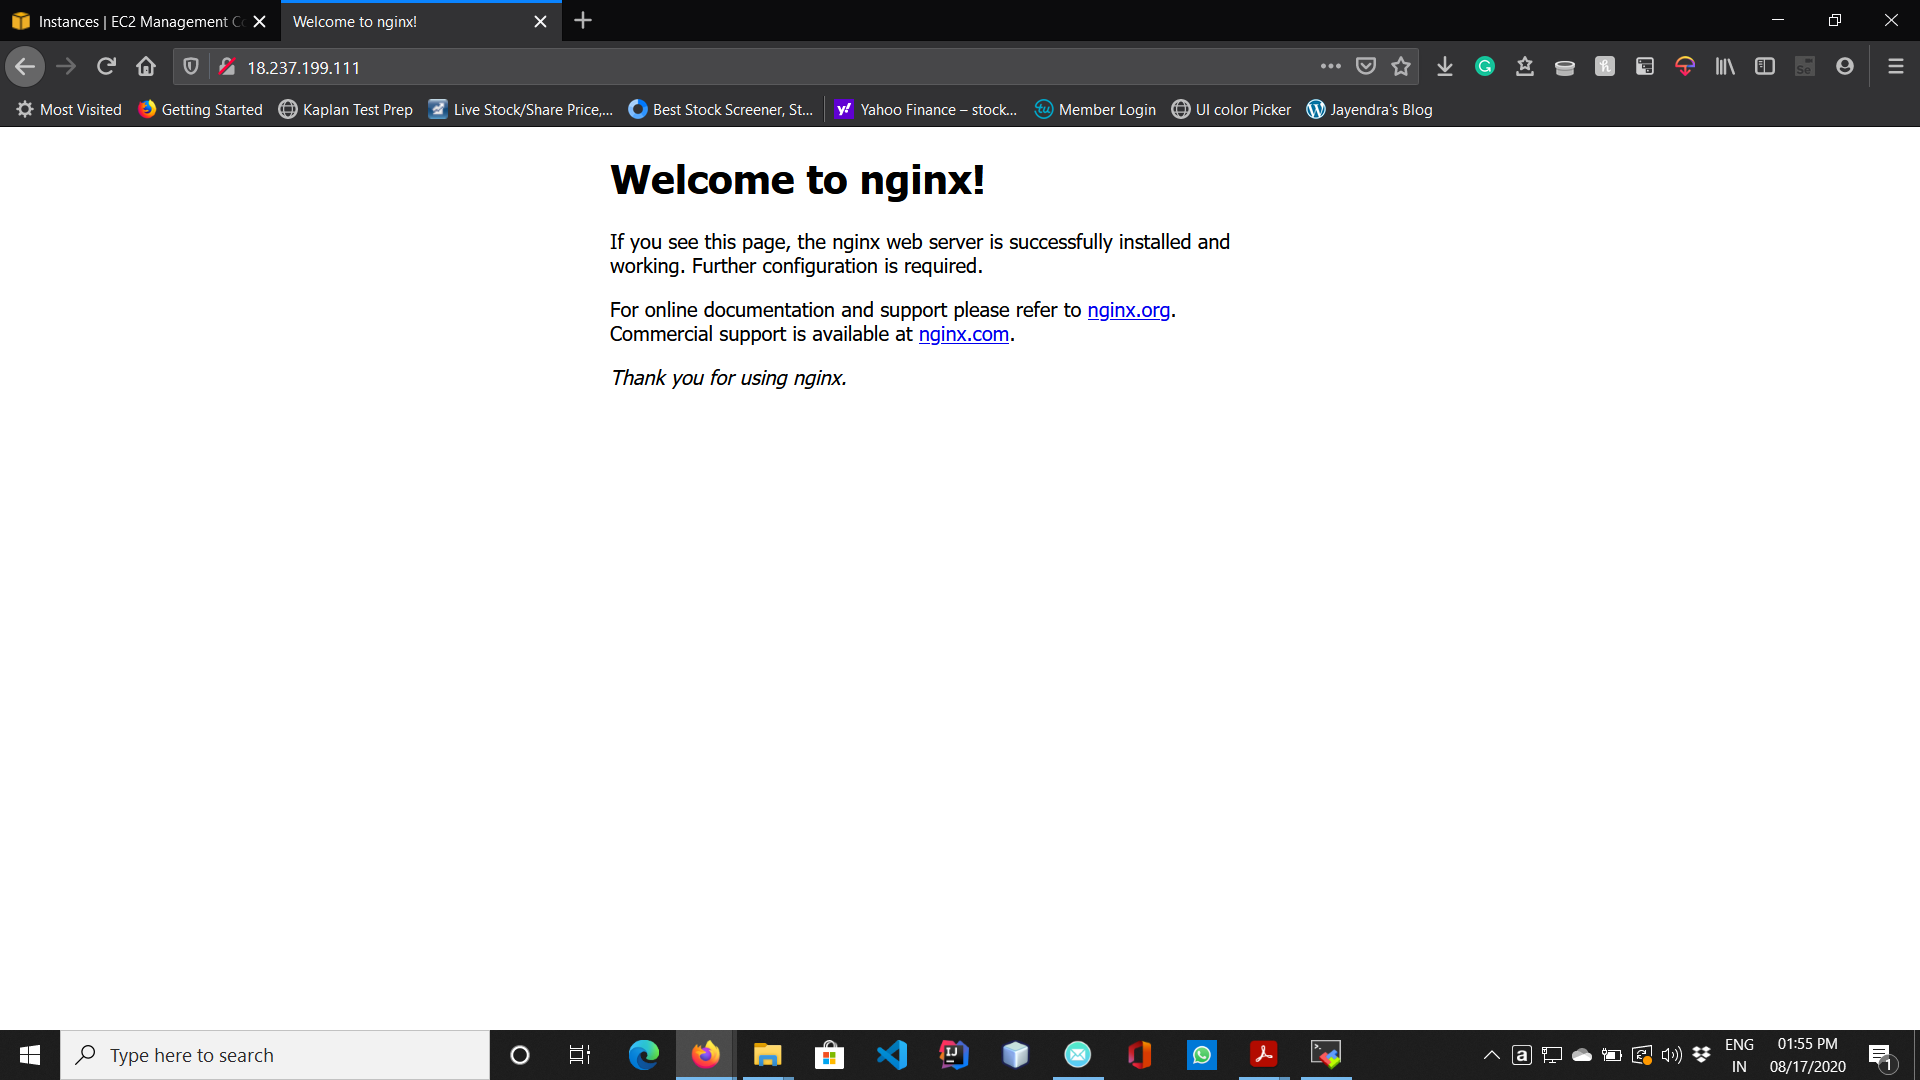 Instances | EC2 Management Co
Welcome to nginx!
18.237.199.111
Most Visited
Getting Started
Kaplan Test Prep
Live Stock/Share Price,...
Best Stock Screener, St...
Yahoo Finance – stock...
Member Login
UI color Picker
Jayendra's Blog
Welcome to nginx!
If you see this page, the nginx web server is successfully installed and
working. Further configuration is required.
For online documentation and support please refer to nginx.org.
Commercial support is available at nginx.com.
Thank you for using nginx.
Type here to search
ENG
IN
01:55 PM
08/17/2020
1